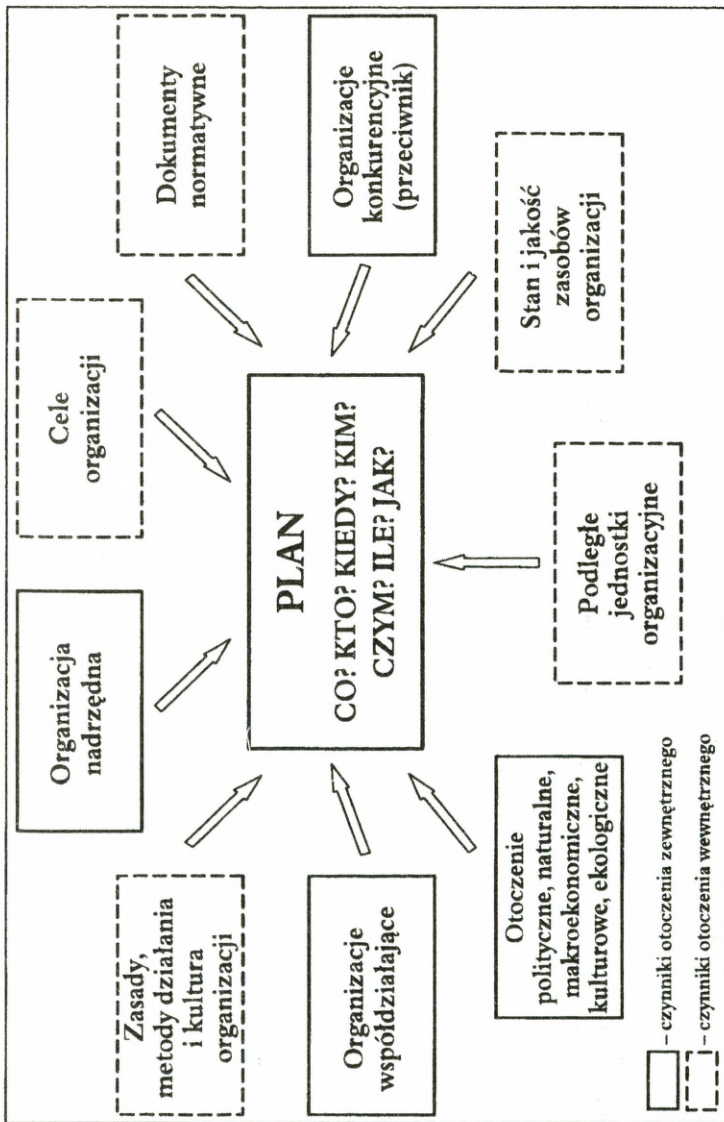 Zasady,
metody działania
i kultura
organizacji
Organizacja
nadrzędna
Cele
organizacji
Dokumenty
normatywne
Organizacje
współdziałające
PLAN
CO? KTO? KIEDY? KIM?
CZYM? ILE? JAK?
Organizacje
konkurencyjne
(przeciwnik)
Otoczenie
polityczne, naturalne,
makroekonomiczne,
kulturowe, ekologiczne
Podległe
jednostki
organizacyjne
Stan i jakość
zasobów
organizacji
– czynniki otoczenia zewnętrznego
– czynniki otoczenia wewnętrznego